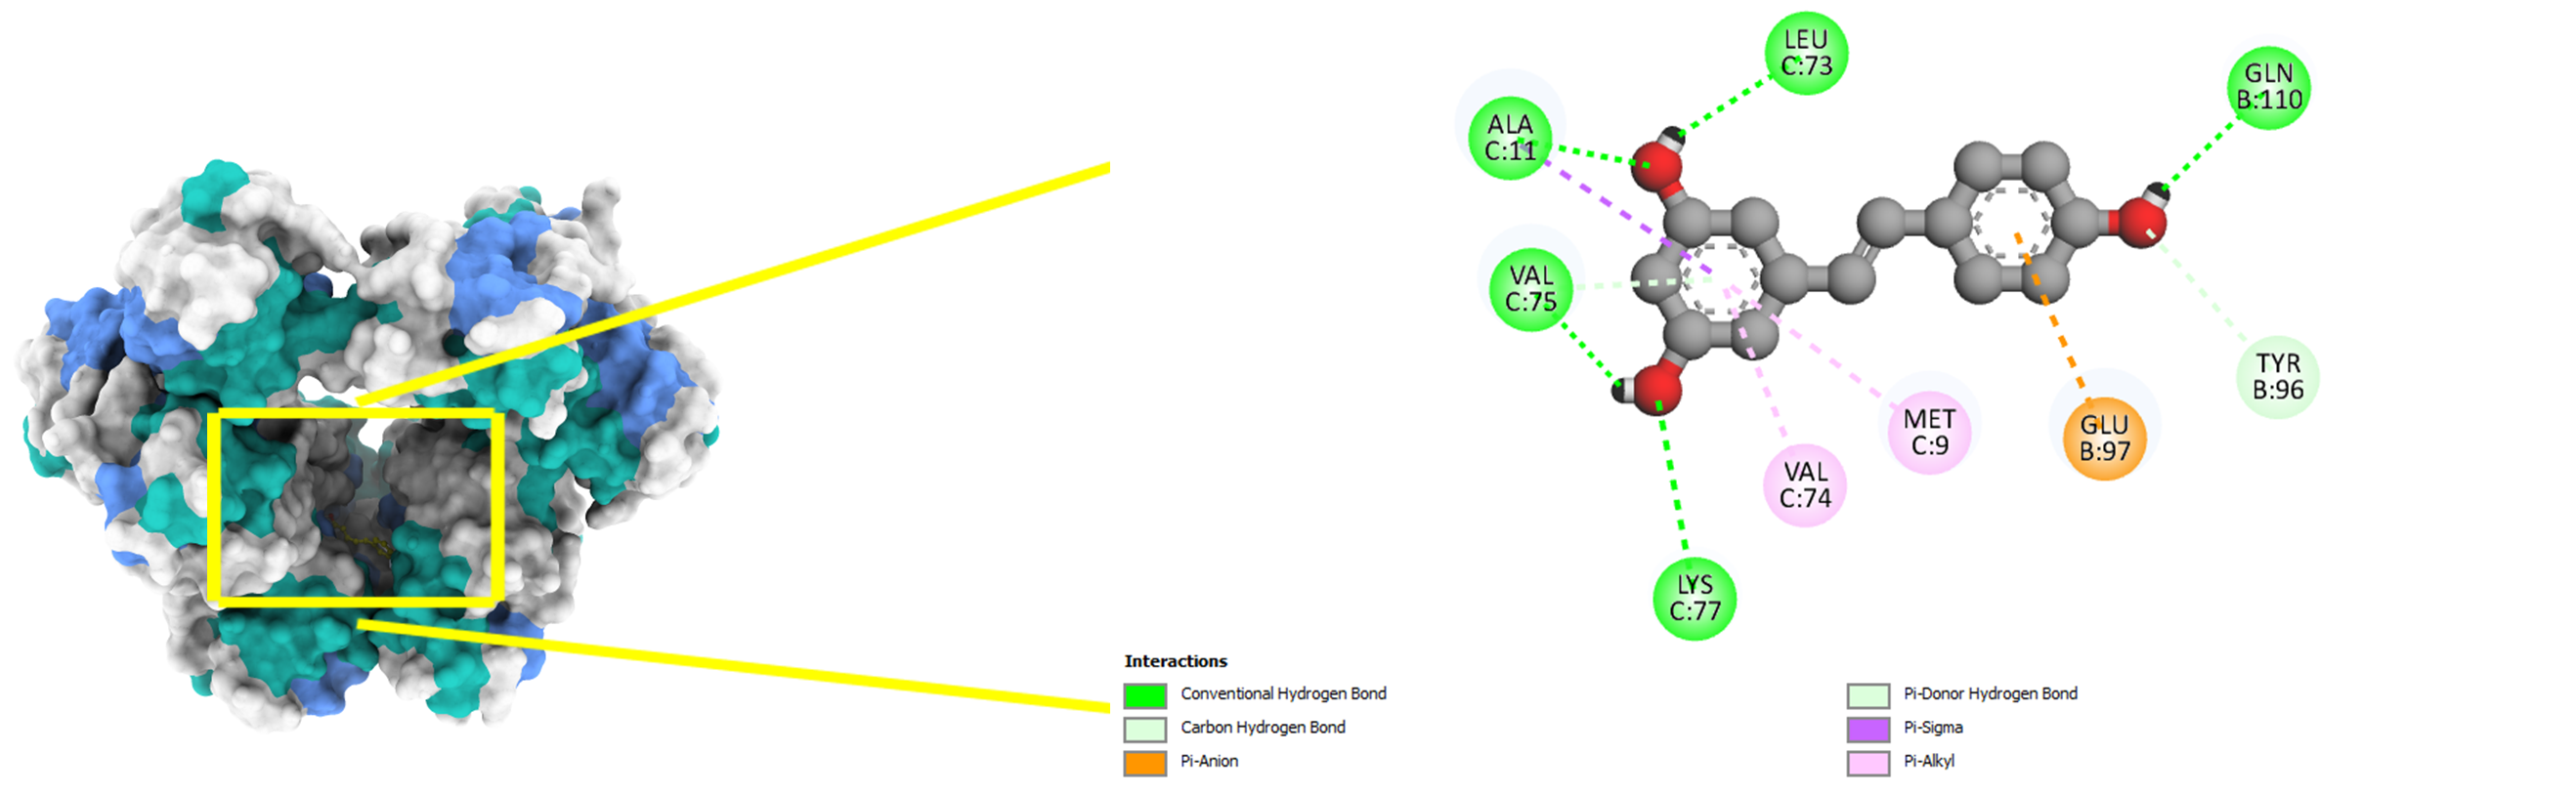 LEU
C:73
GLN
B:110
ALA
C:11
VAL
C:75
TYR
B:96
MET
C:9
GLU
B:97
VAL
C:74
LYS
C:77
Interactions
Conventional Hydrogen Bond
Carbon Hydrogen Bond
Pi-Anion
Pi-Donor Hydrogen Bond
Pi-Sigma
Pi-Alkyl